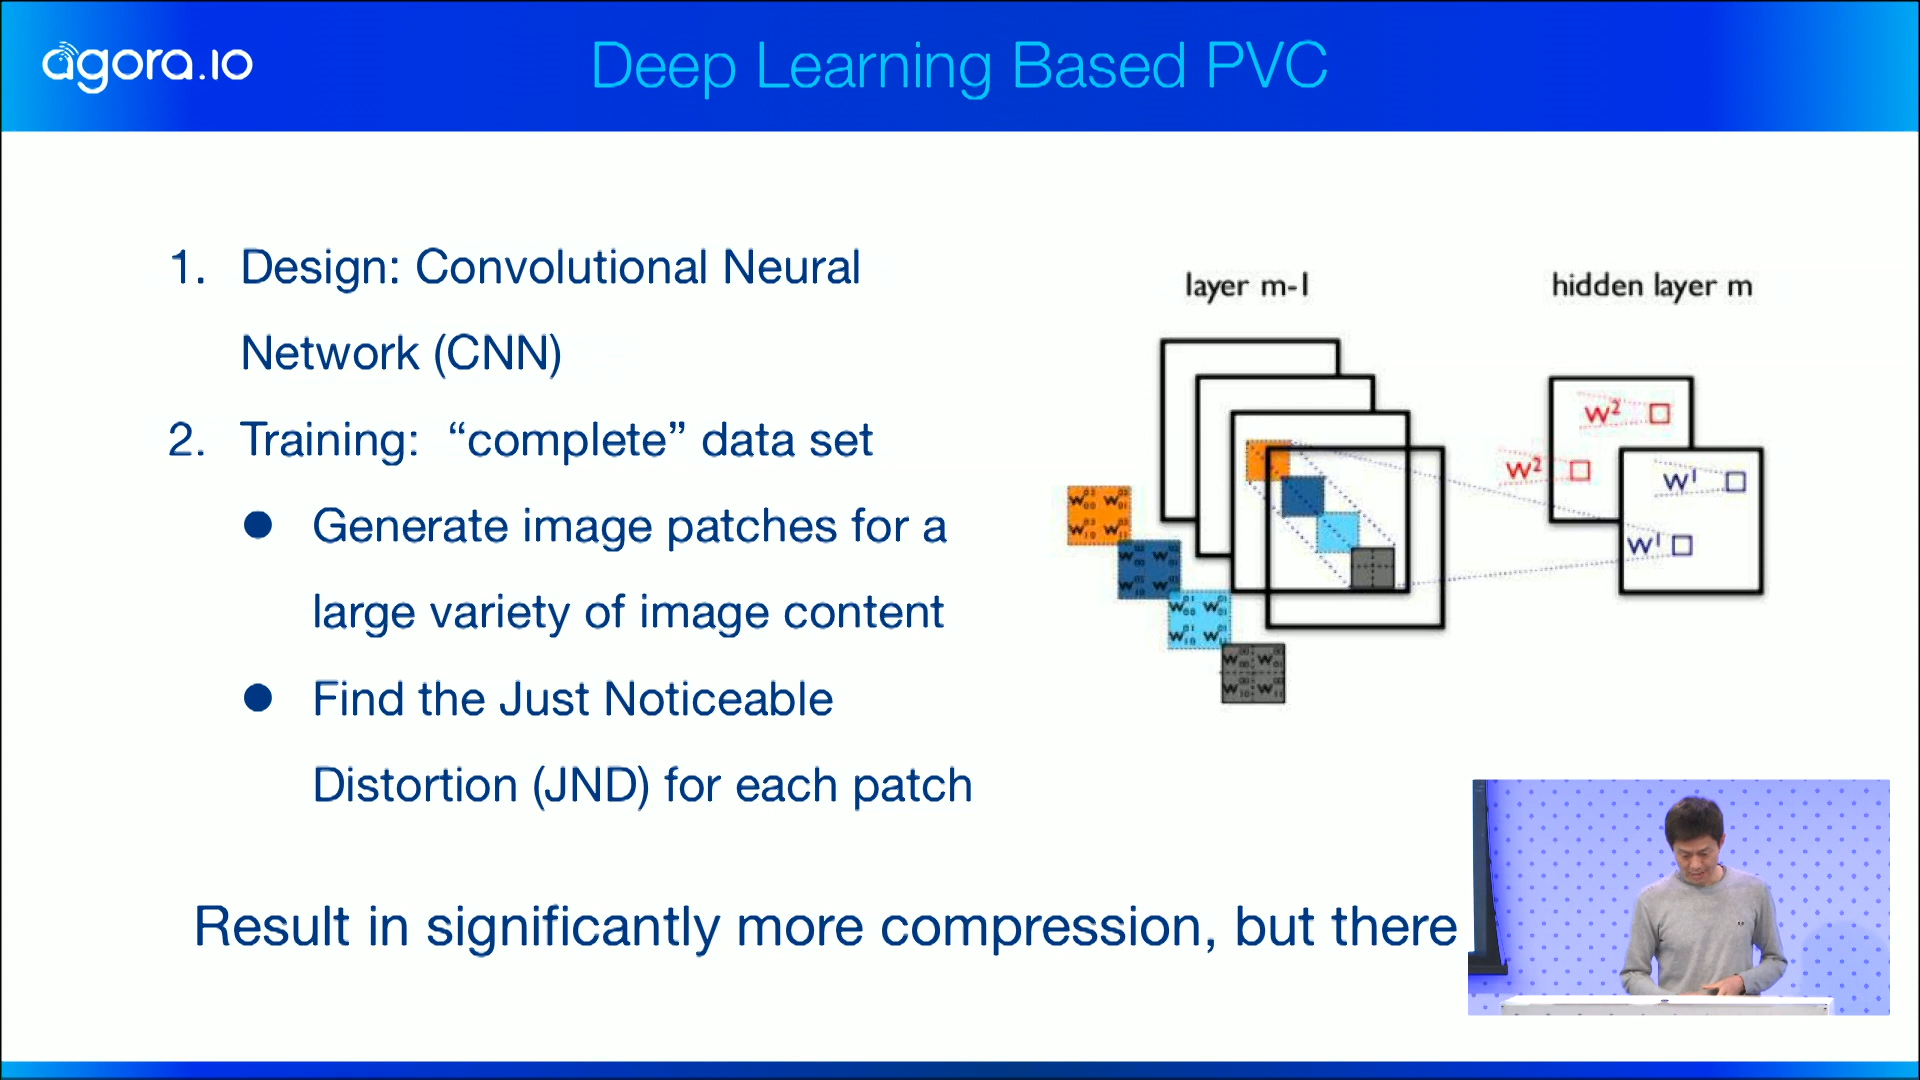 agora.io
Deep Learning Based PVC
1. Design: Convolutional Neural
Network (CNN)
2. Training: “complete” data set
● Generate image patches for a
large variety of image content
● Find the Just Noticeable
Distortion (JND) for each patch
Result in significantly more compression, but there
layer m-1
hidden layer m
w²
w²
w¹
w¹